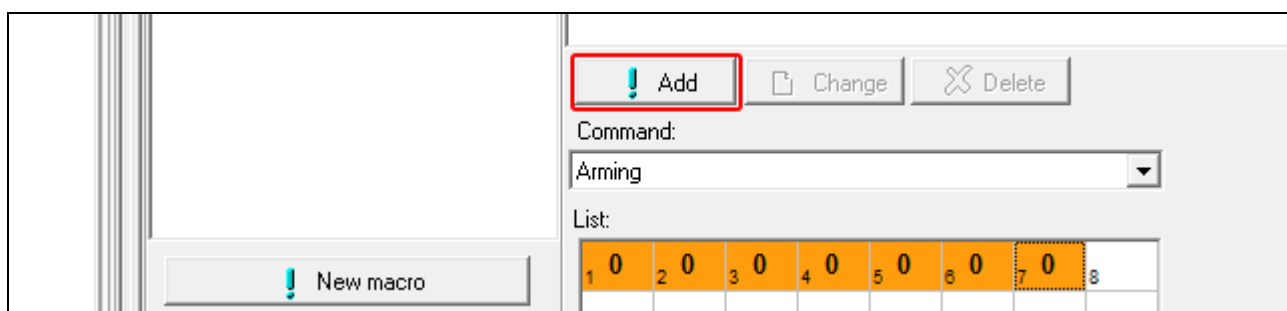 Add Change Delete
Command:
Arming
List:
1 0 2 0 3 0 4 0 5 0 6 0 7 0 8
New macro